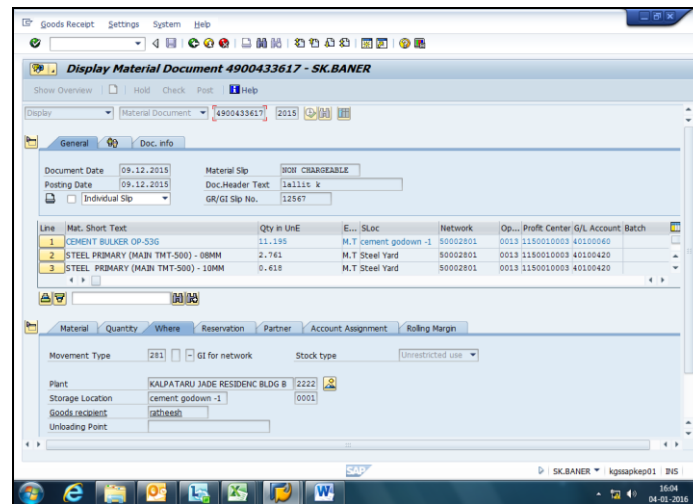 Goods Receipt Settings System Help
Display Material Document 4900433617 - SK.BANER
Show Overview Hold Check Post Help
Display Material Document 4900433617 2015
General Doc. info
Document Date 09.12.2015 Material Slip NON CHARGEABLE
Posting Date 09.12.2015 Doc.Header Text lallit k
Individual Slip GR/GI Slip No. 12567
Line Mat. Short Text Qty in UnE E... SLoc Network Op... Profit Center G/L Account Batch
1 CEMENT BULKER OP-53G 11.195 M.T cement godown -1 50002801 0013 1150010003 40100060
2 STEEL PRIMARY (MAIN TMT-500) - 08MM 2.761 M.T Steel Yard 50002801 0013 1150010003 40100420
3 STEEL PRIMARY (MAIN TMT-500) - 10MM 0.618 M.T Steel Yard 50002801 0013 1150010003 40100420
Material Quantity Where Reservation Partner Account Assignment Rolling Margin
Movement Type 281 - GI for network Stock type Unrestricted use
Plant KALPATARU JADE RESIDENC BLDG B 2222
Storage Location cement godown -1 0001
Goods recipient ratheesh
Unloading Point
SAP SK.BANER kgssapkep01 INS
16:04
04-01-2016